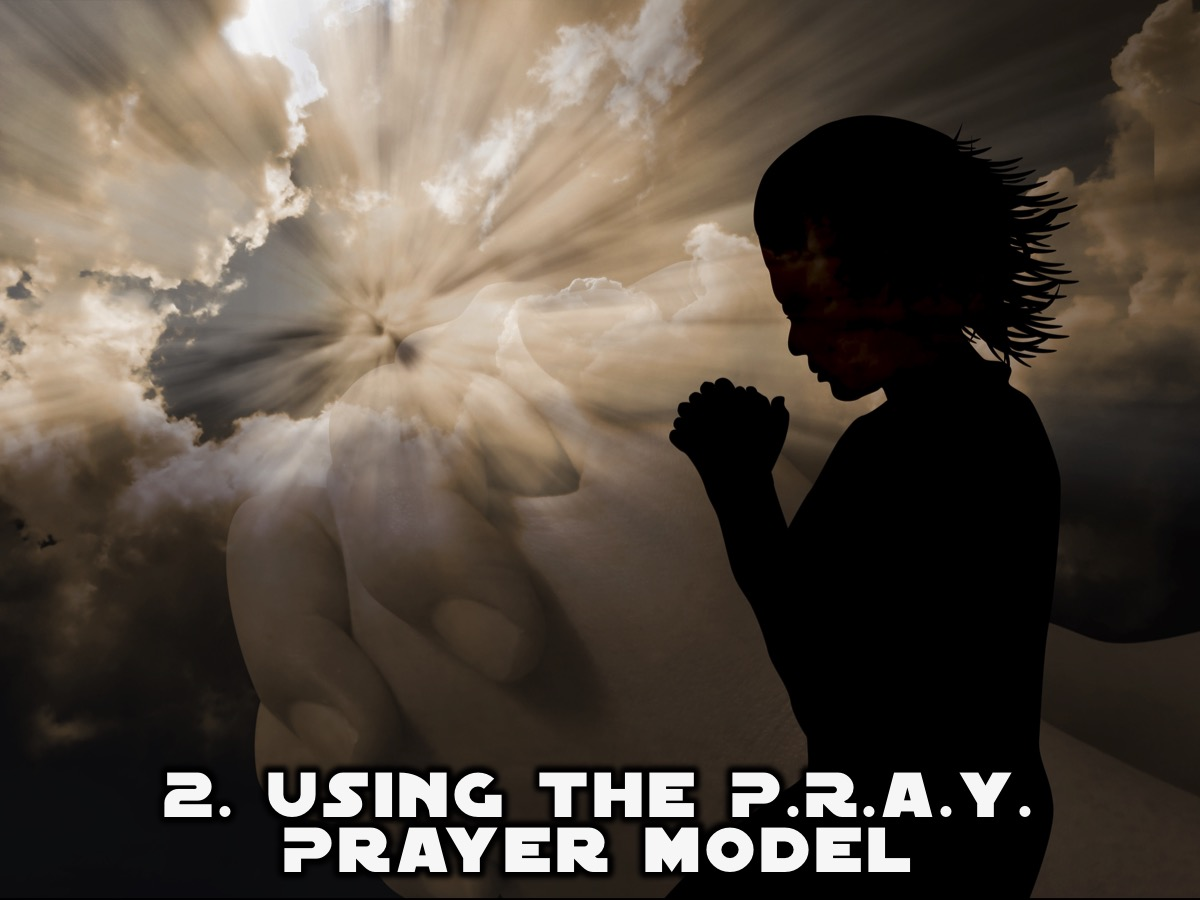 2. USING THE P.R.A.Y.
PRAYER MODEL